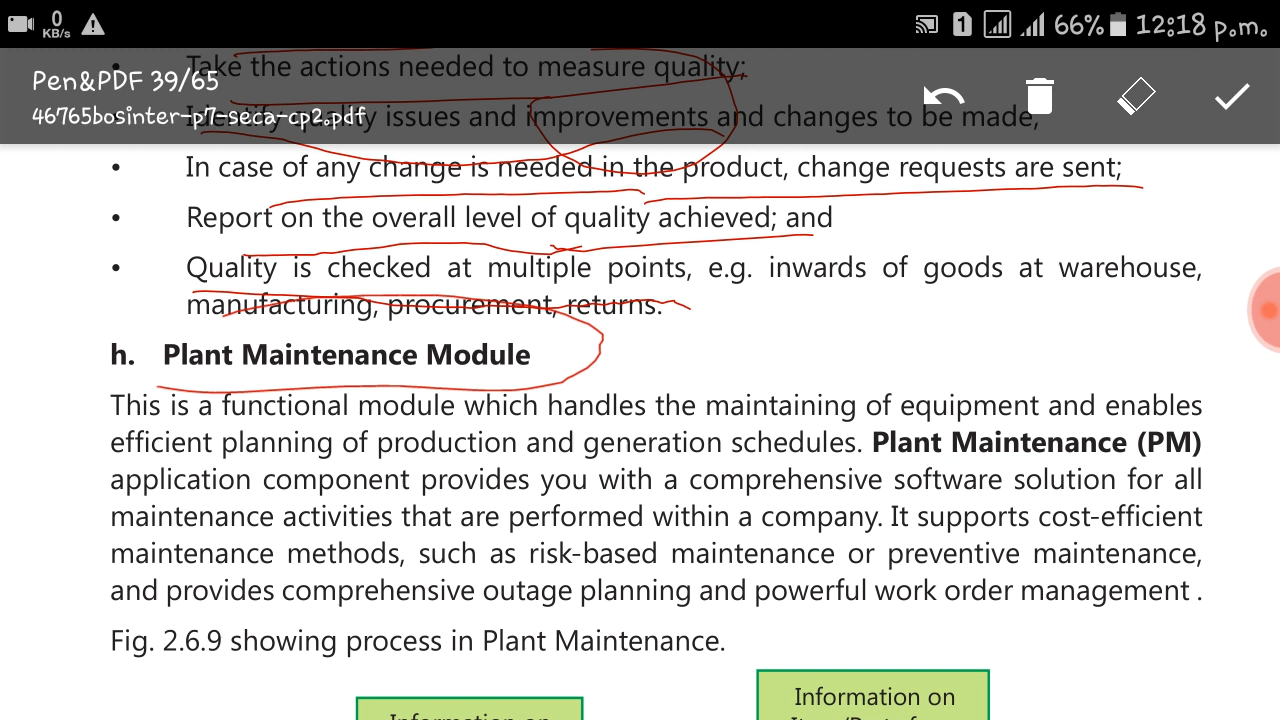 0
KB/s
1
66%
12:18 p.m.
Pen&PDF 39/65
46765bosinter-p7-seca-cp2.pdf
Take the actions needed to measure quality;
• Identify quality issues and improvements and changes to be made,
• In case of any change is needed in the product, change requests are sent;
• Report on the overall level of quality achieved; and
• Quality is checked at multiple points, e.g. inwards of goods at warehouse,
manufacturing, procurement, returns.
h. Plant Maintenance Module
This is a functional module which handles the maintaining of equipment and enables
efficient planning of production and generation schedules. Plant Maintenance (PM)
application component provides you with a comprehensive software solution for all
maintenance activities that are performed within a company. It supports cost-efficient
maintenance methods, such as risk-based maintenance or preventive maintenance,
and provides comprehensive outage planning and powerful work order management .
Fig. 2.6.9 showing process in Plant Maintenance.
Information on
Information on